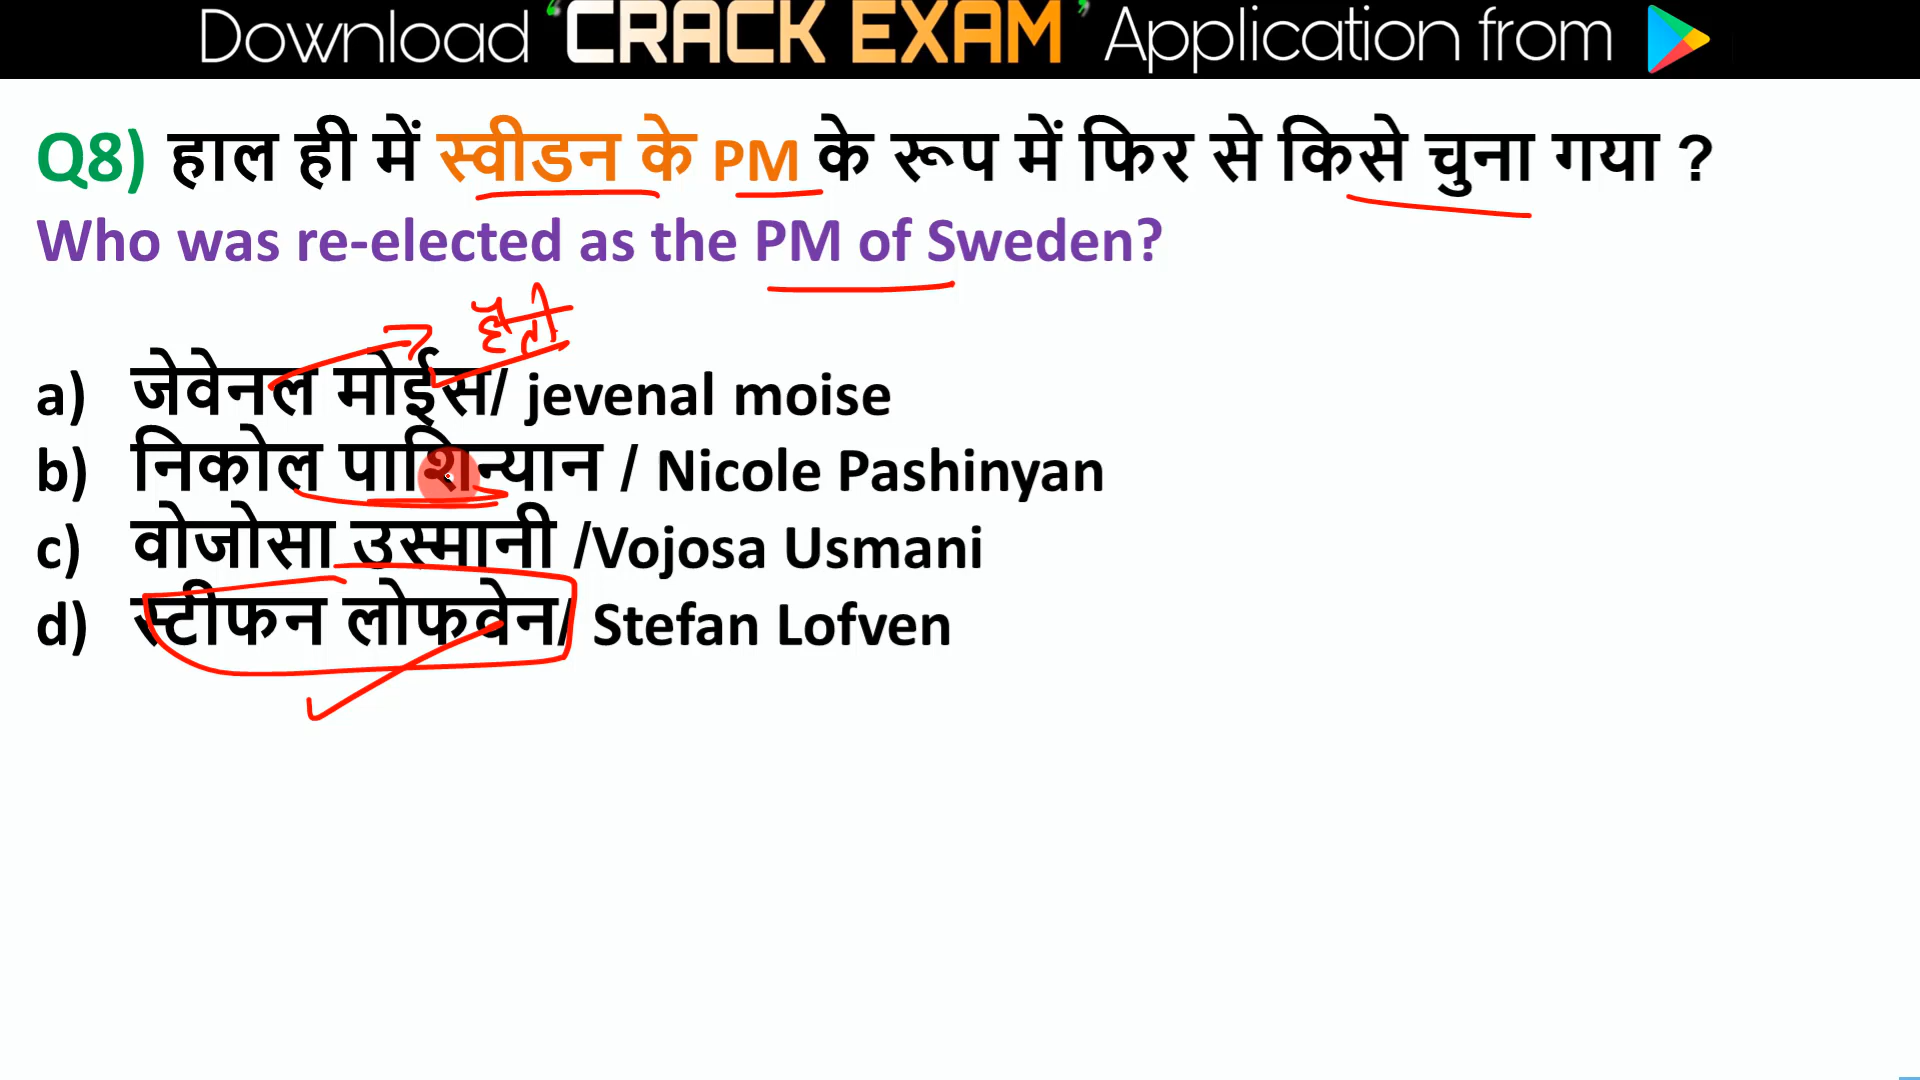 Download ‘CRACK EXAM’ Application from
Q8) हाल ही में स्वीडन के PM के रूप में फिर से किसे चुना गया ?
Who was re-elected as the PM of Sweden?
हैती
a) जेवेनल मोईस/ jevenal moise
b) निकोल पाशिन्यान / Nicole Pashinyan
c) वोजोसा उस्मानी /Vojosa Usmani
d) स्टीफन लोफवेन/ Stefan Lofven